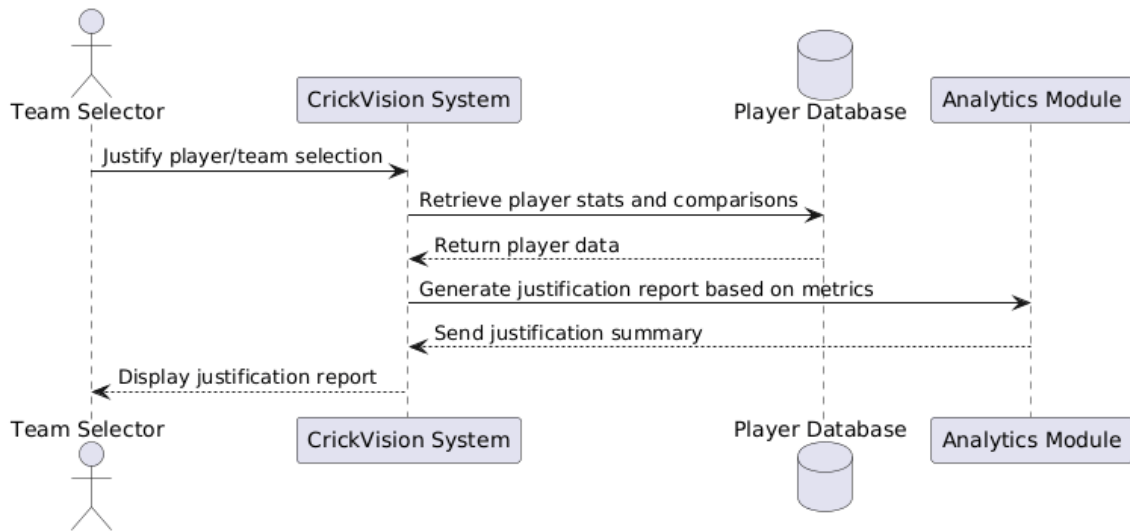 Team Selector
CrickVision System
Player Database
Analytics Module
Justify player/team selection
Retrieve player stats and comparisons
Return player data
Generate justification report based on metrics
Send justification summary
Display justification report
Team Selector
CrickVision System
Player Database
Analytics Module